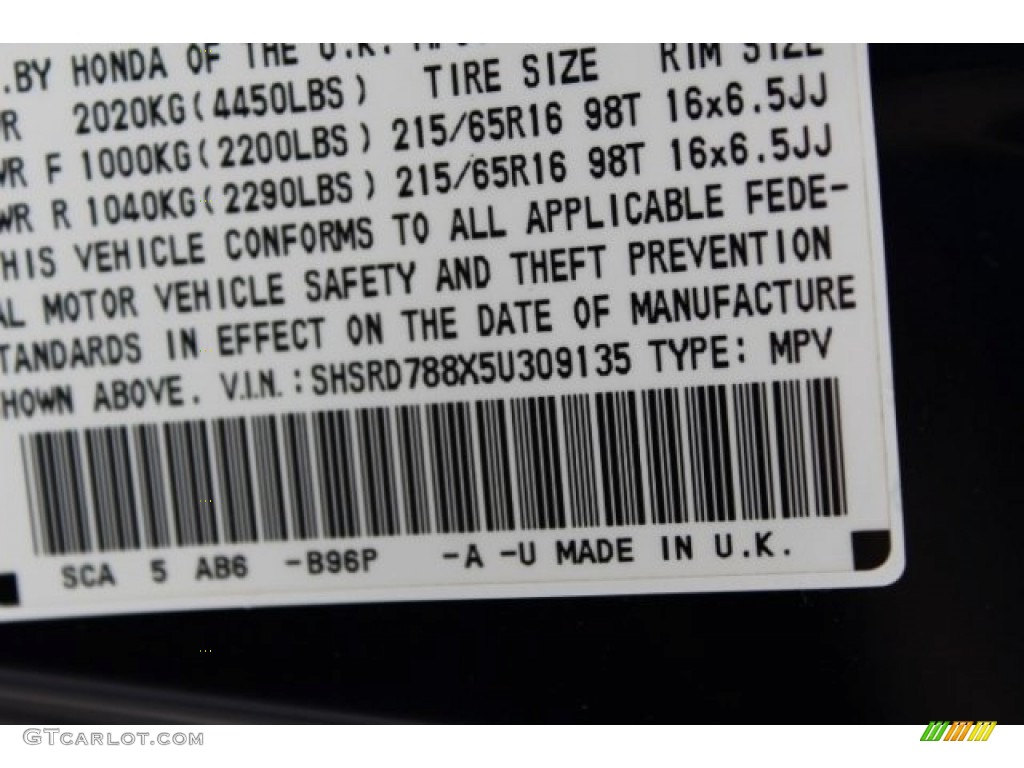 .BY HONDA OF THE U.K.
R 2020KG(4450LBS) TIRE SIZE RIM SIZE
WR F 1000KG(2200LBS) 215/65R16 98T 16x6.5JJ
WR R 1040KG(2290LBS) 215/65R16 98T 16x6.5JJ
HIS VEHICLE CONFORMS TO ALL APPLICABLE FEDE-
AL MOTOR VEHICLE SAFETY AND THEFT PREVENTION
TANDARDS IN EFFECT ON THE DATE OF MANUFACTURE
HOWN ABOVE. V.I.N.:SHSRD788X5U309135 TYPE: MPV
SCA 5 AB6 -B96P -A -U MADE IN U.K.
GTCARLOT.COM